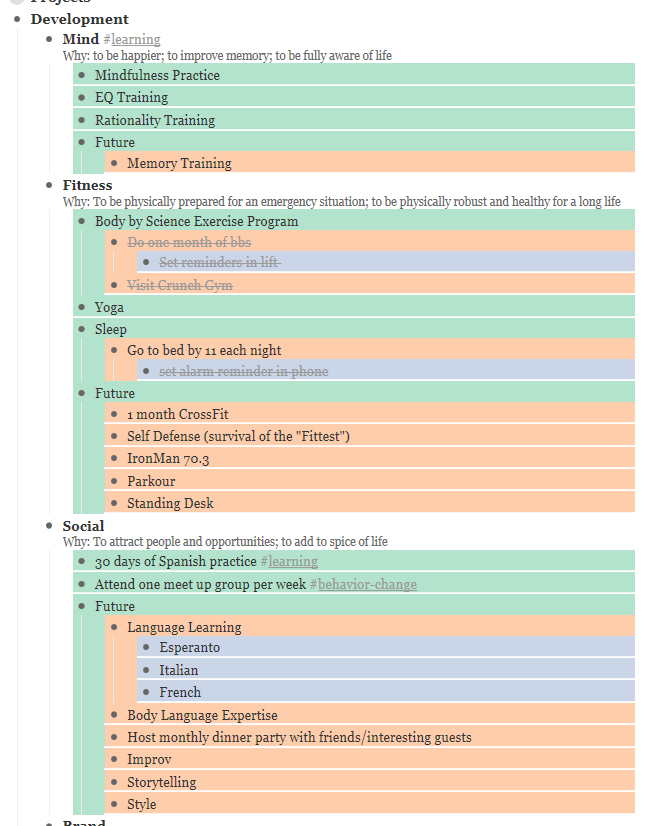 Projects
Development
Mind #learning
Why: to be happier; to improve memory; to be fully aware of life
Mindfulness Practice
EQ Training
Rationality Training
Future
Memory Training
Fitness
Why: To be physically prepared for an emergency situation; to be physically robust and healthy for a long life
Body by Science Exercise Program
Do one month of bbs
Set reminders in lift
Visit Crunch Gym
Yoga
Sleep
Go to bed by 11 each night
set alarm reminder in phone
Future
1 month CrossFit
Self Defense (survival of the "Fittest")
IronMan 70.3
Parkour
Standing Desk
Social
Why: To attract people and opportunities; to add to spice of life
30 days of Spanish practice #learning
Attend one meet up group per week #behavior-change
Future
Language Learning
Esperanto
Italian
French
Body Language Expertise
Host monthly dinner party with friends/interesting guests
Improv
Storytelling
Style
Brand